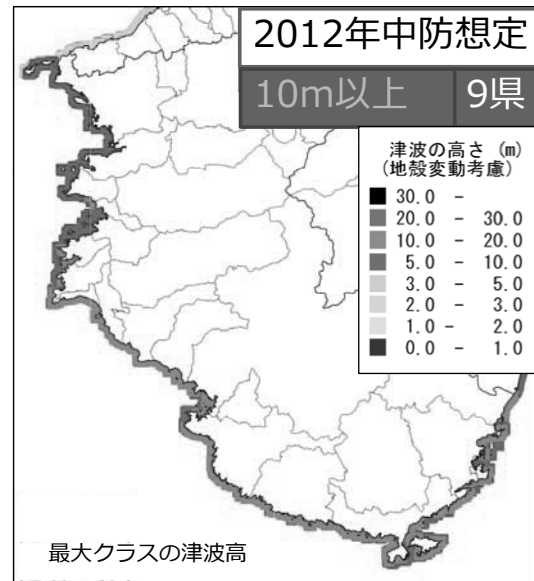 2012年中防想定
10m以上 9県
津波の高さ (m)
(地殻変動考慮)
30.0 -
20.0 - 30.0
10.0 - 20.0
5.0 - 10.0
3.0 - 5.0
2.0 - 3.0
1.0 - 2.0
0.0 - 1.0
最大クラスの津波高